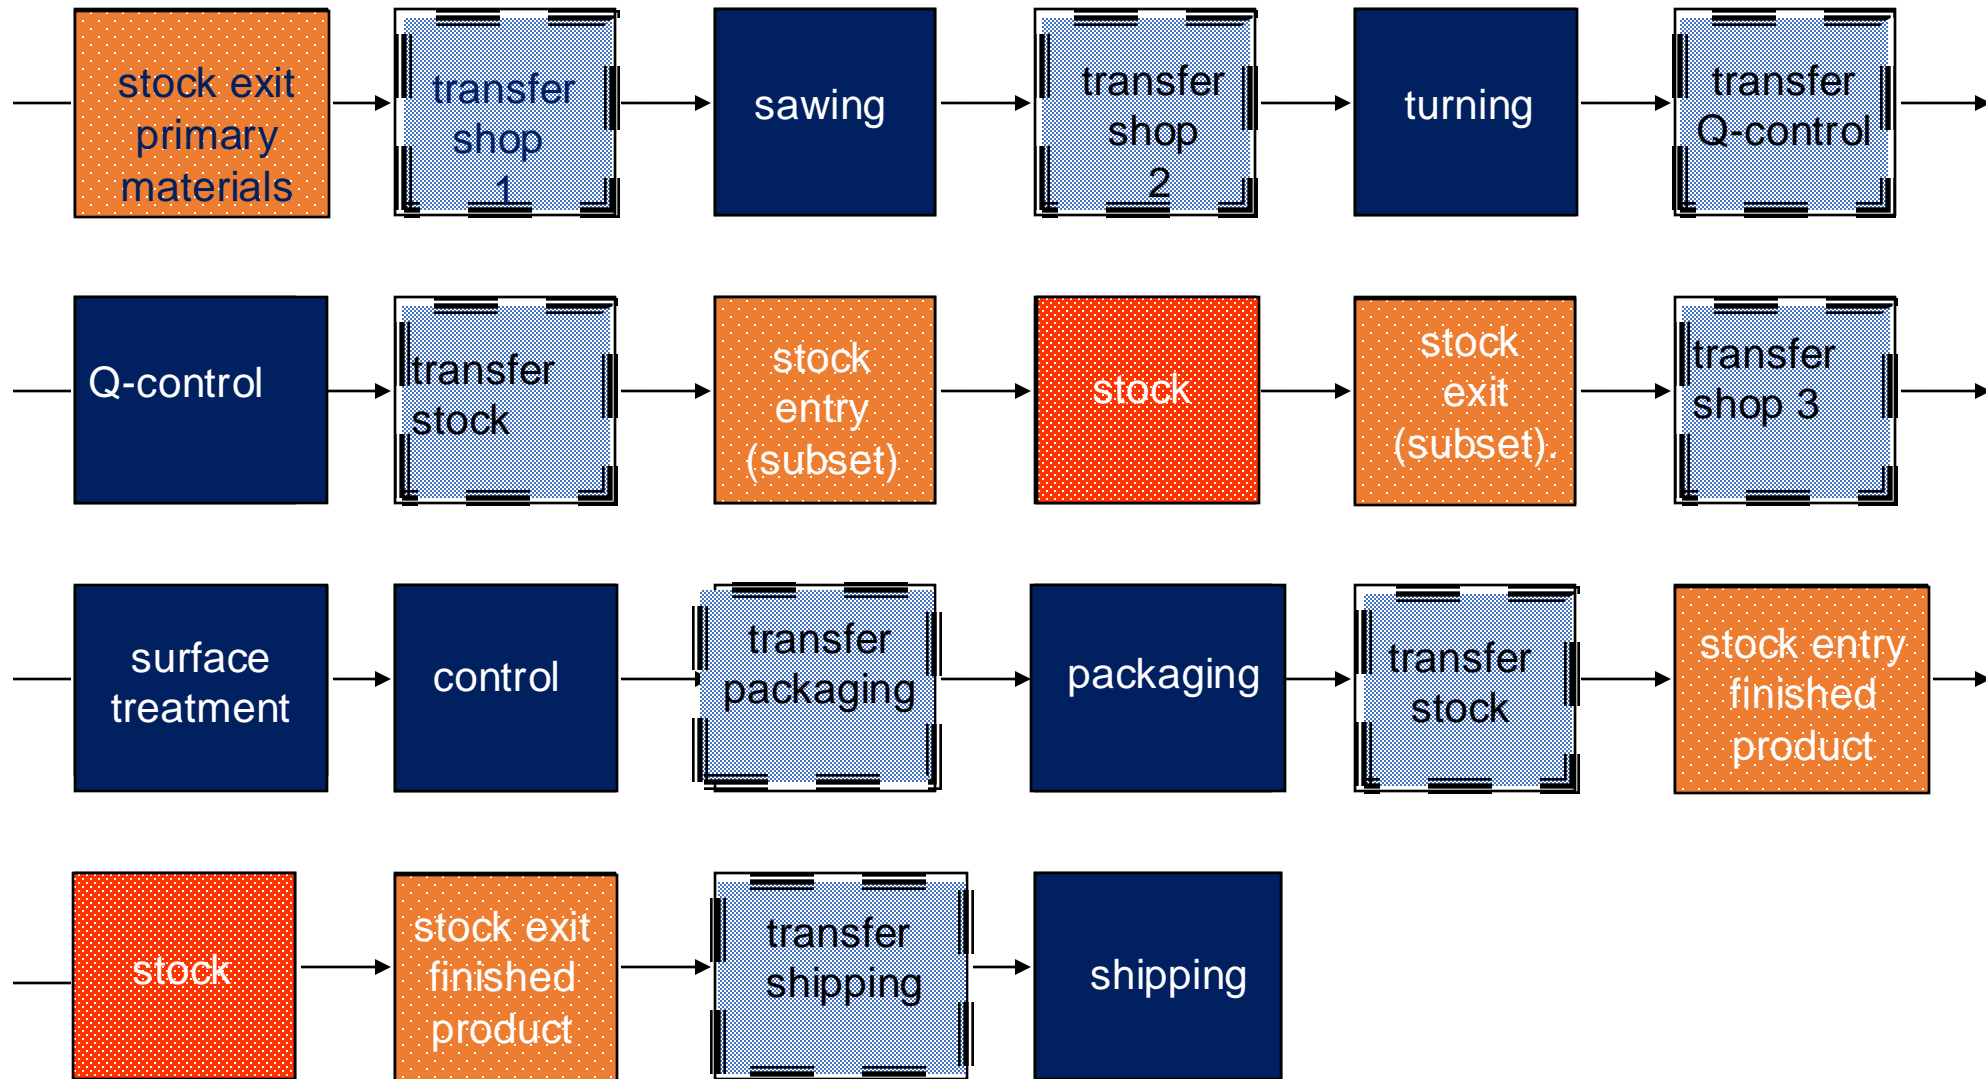 stock exit
primary
materials
transfer
shop
1
sawing
transfer
shop
2
turning
transfer
Q-control
Q-control
transfer
stock
stock
entry
(subset)
stock
stock
exit
(subset).
transfer
shop 3
surface
treatment
control
transfer
packaging
packaging
transfer
stock
stock entry
finished
product
stock
stock exit
finished
product
transfer
shipping
shipping